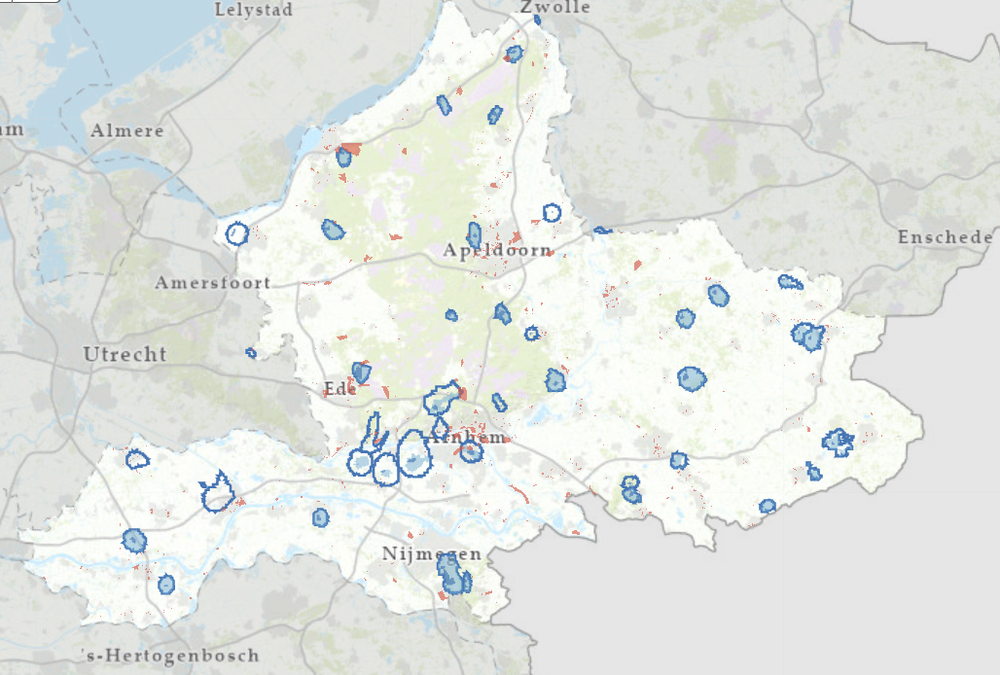 Lelystad
Zwolle
Almere
Apeldoorn
Enschede
Amersfoort
Utrecht
Ede
Arnhem
Nijmegen
's-Hertogenbosch